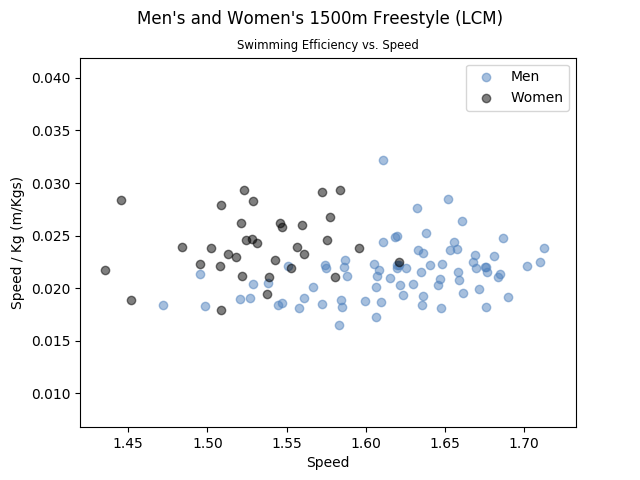 Men's and Women's 1500m Freestyle (LCM)
Swimming Efficiency vs. Speed
Men
Women
0.040
0.035
0.030
0.025
0.020
0.015
0.010
Speed / Kg (m/Kgs)
1.45 1.50 1.55 1.60 1.65 1.70
Speed